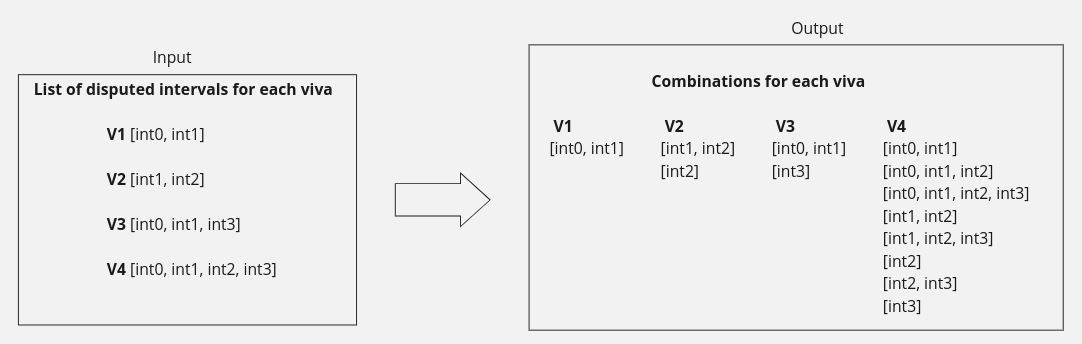 Input
List of disputed intervals for each viva
V1 [int0, int1]
V2 [int1, int2]
V3 [int0, int1, int3]
V4 [int0, int1, int2, int3]
Output
Combinations for each viva
V1
[int0, int1]
V2
[int1, int2]
[int2]
V3
[int0, int1]
[int3]
V4
[int0, int1]
[int0, int1, int2]
[int0, int1, int2, int3]
[int1, int2]
[int1, int2, int3]
[int2]
[int2, int3]
[int3]